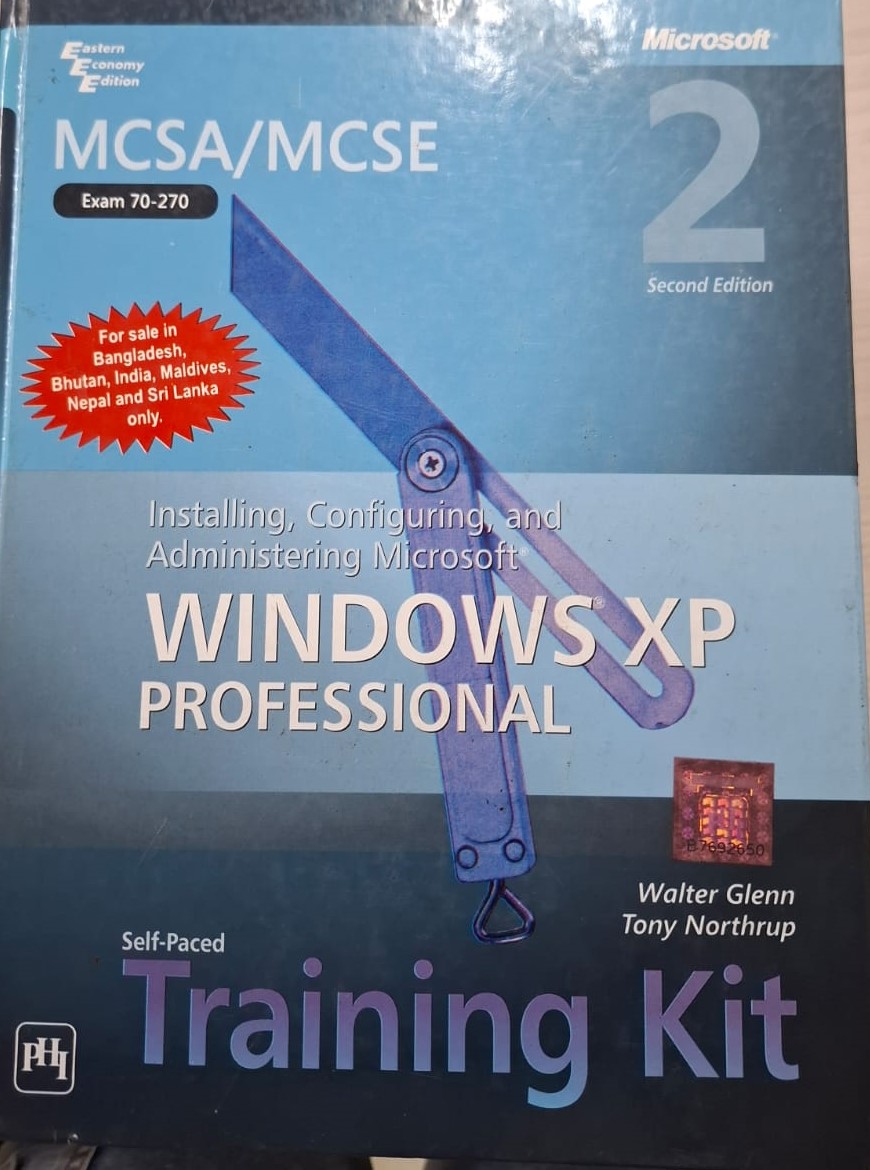 Eastern
Economy
Edition
Microsoft®
MCSA/MCSE
Exam 70-270
2
Second Edition
For sale in
Bangladesh,
Bhutan, India, Maldives,
Nepal and Sri Lanka
only.
Installing, Configuring, and
Administering Microsoft®
WINDOWS® XP
PROFESSIONAL
B7692650
Walter Glenn
Tony Northrup
Self-Paced
Training Kit
PHI